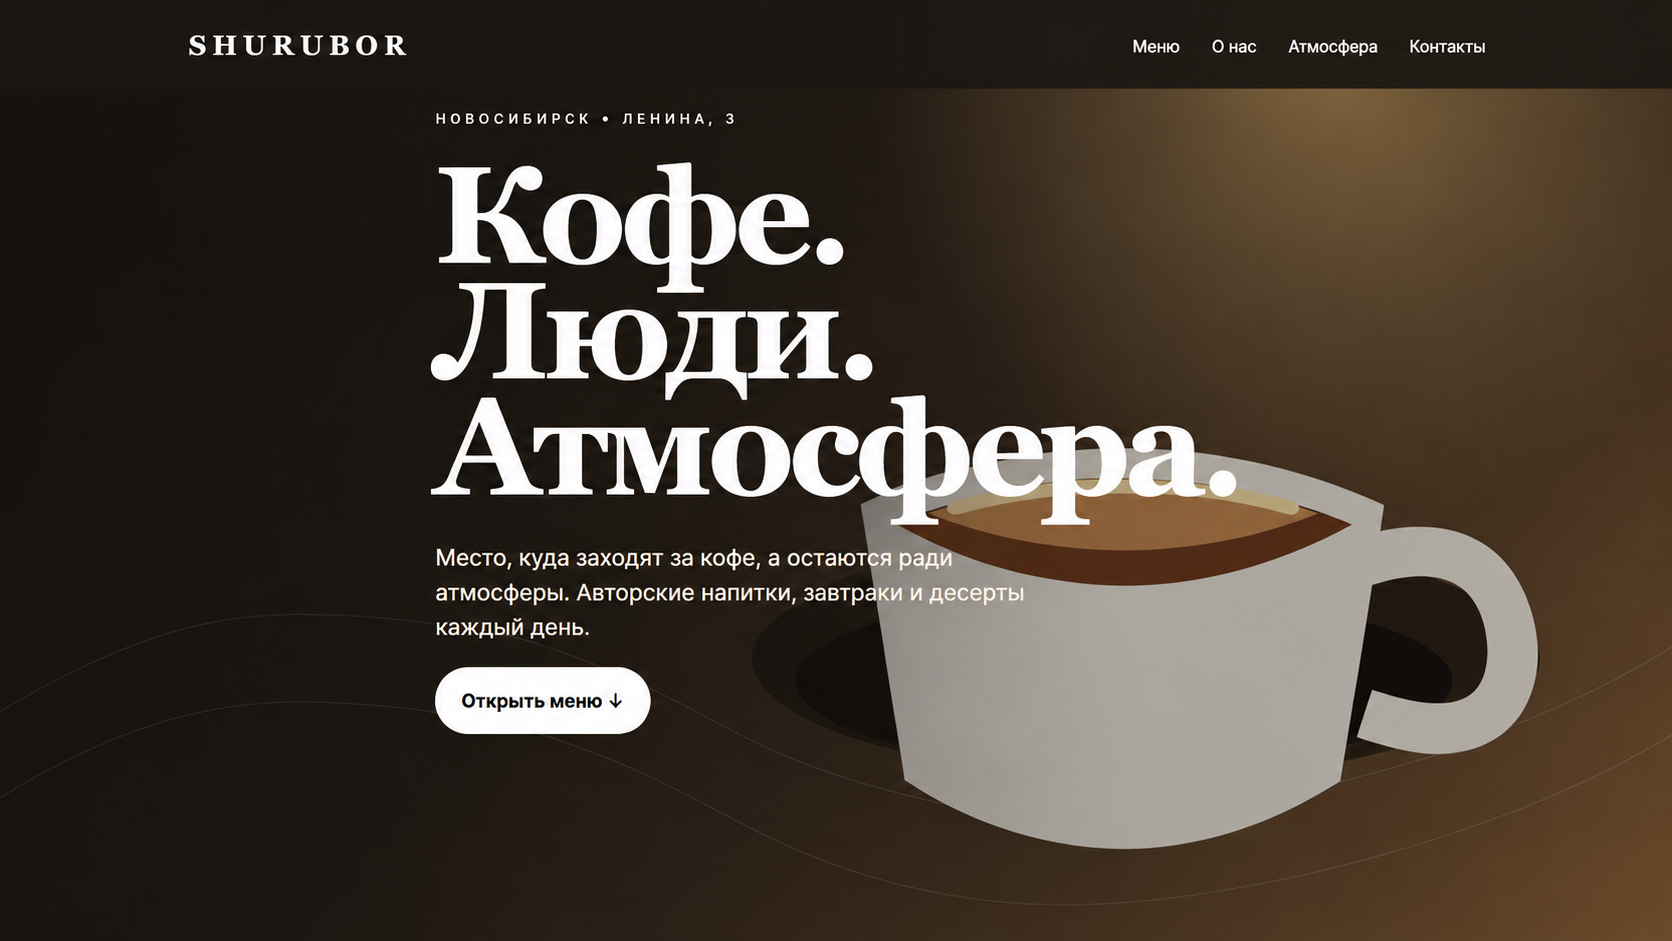 SHURUBOR
Меню О нас Атмосфера Контакты
НОВОСИБИРСК • ЛЕНИНА, 3
Кофе.
Люди.
Атмосфера.
Место, куда заходят за кофе, а остаются ради
атмосферы. Авторские напитки, завтраки и десерты
каждый день.
Открыть меню ↓